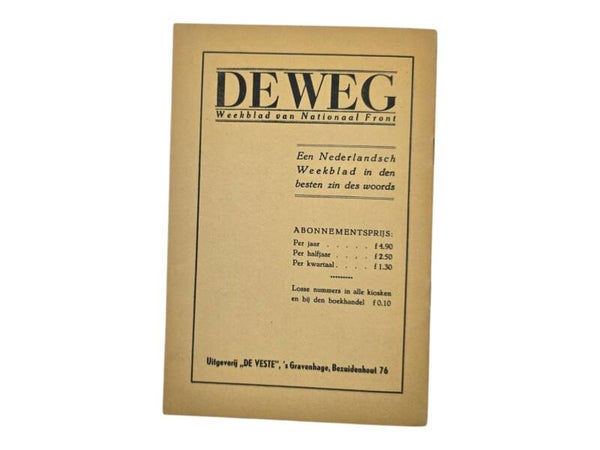 DE WEG
Weekblad van Nationaal Front
Een Nederlandsch
Weekblad in den
besten zin des woords
ABONNEMENTSPRIJS:
Per jaar . . . . . f 4.90
Per halfjaar . . . . f 2.50
Per kwartaal . . . . f 1.30
Losse nummers in alle kiosken
en bij den boekhandel f 0.10
Uitgeverij „DE VESTE", 's Gravenhage, Bezuidenhout 76